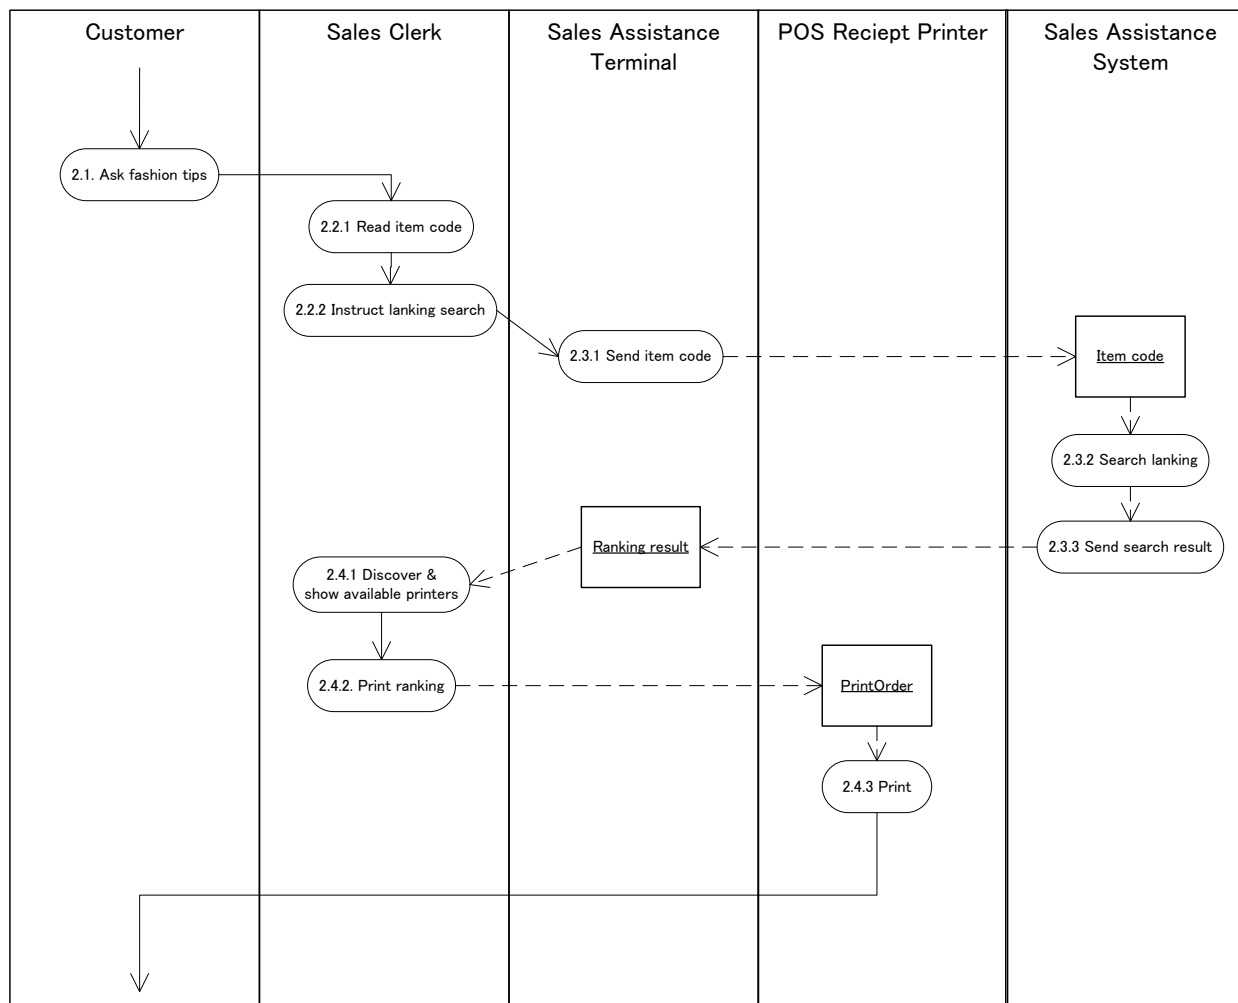 Customer
Sales Clerk
Sales Assistance
Terminal
POS Reciept Printer
Sales Assistance
System
2.1. Ask fashion tips
2.2.1 Read item code
2.2.2 Instruct lanking search
2.3.1 Send item code
Item code
2.3.2 Search lanking
2.3.3 Send search result
Ranking result
2.4.1 Discover &
show available printers
2.4.2. Print ranking
PrintOrder
2.4.3 Print